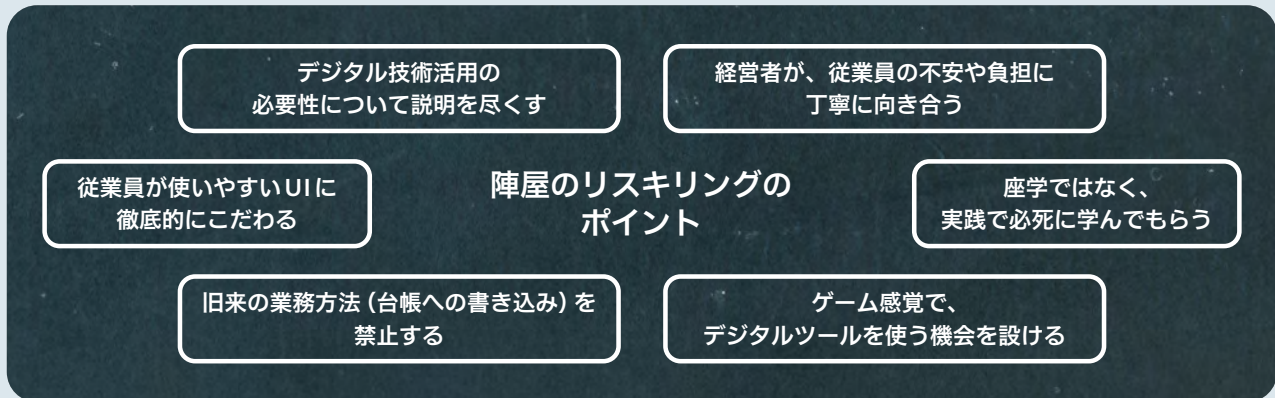 デジタル技術活用の
必要性について説明を尽くす
経営者が、従業員の不安や負担に
丁寧に向き合う
従業員が使いやすいUIに
徹底的にこだわる
陣屋のリスキリングの
ポイント
座学ではなく、
実践で必死に学んでもらう
旧来の業務方法（台帳への書き込み）を
禁止する
ゲーム感覚で、
デジタルツールを使う機会を設ける